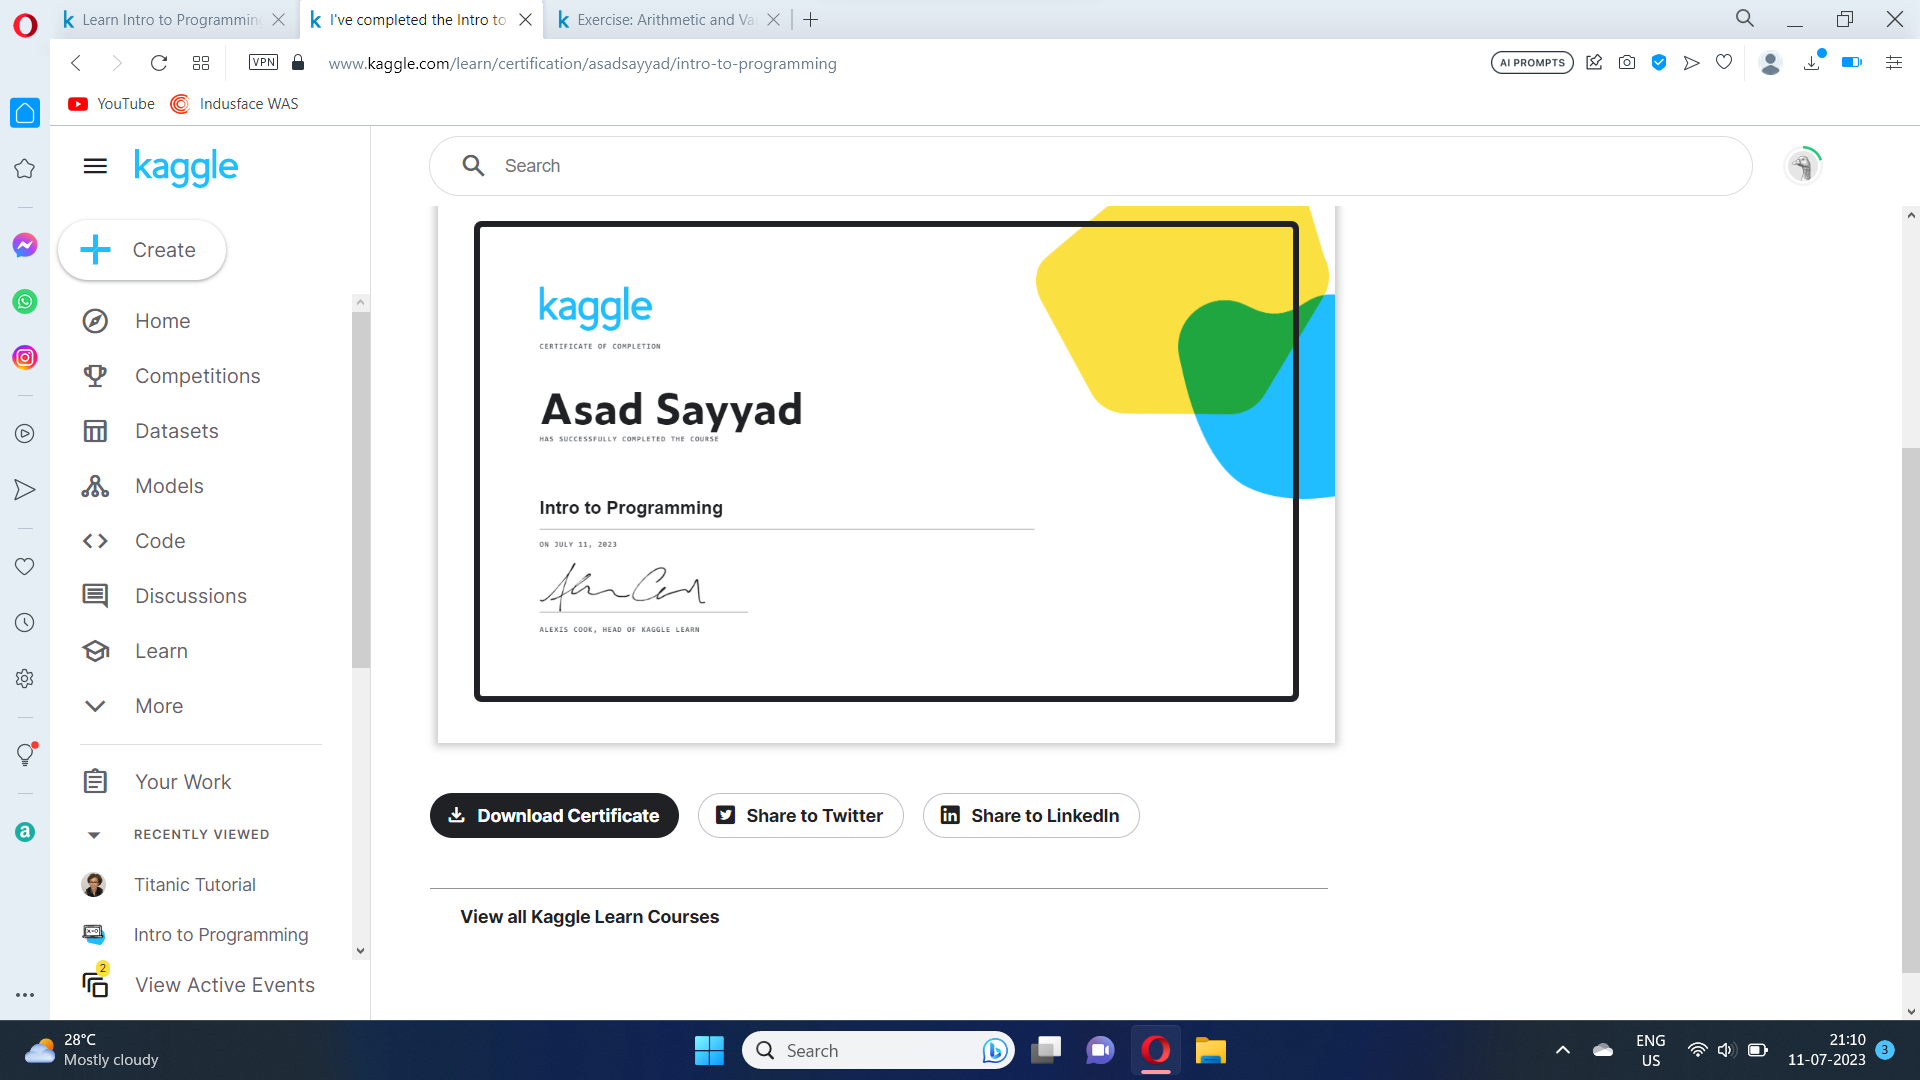 Learn Intro to Programming
I've completed the Intro to
Exercise: Arithmetic and Va
VPN
www.kaggle.com/learn/certification/asadsayyad/intro-to-programming
AI PROMPTS
YouTube
Indusface WAS
kaggle
Search
Create
Home
Competitions
Datasets
Models
Code
Discussions
Learn
More
Your Work
RECENTLY VIEWED
Titanic Tutorial
Intro to Programming
2
View Active Events
kaggle
CERTIFICATE OF COMPLETION
Asad Sayyad
HAS SUCCESSFULLY COMPLETED THE COURSE
Intro to Programming
ON JULY 11, 2023
ALEXIS COOK, HEAD OF KAGGLE LEARN
Download Certificate
Share to Twitter
Share to LinkedIn
View all Kaggle Learn Courses
28°C
Mostly cloudy
Search
ENG
US
21:10
11-07-2023
3